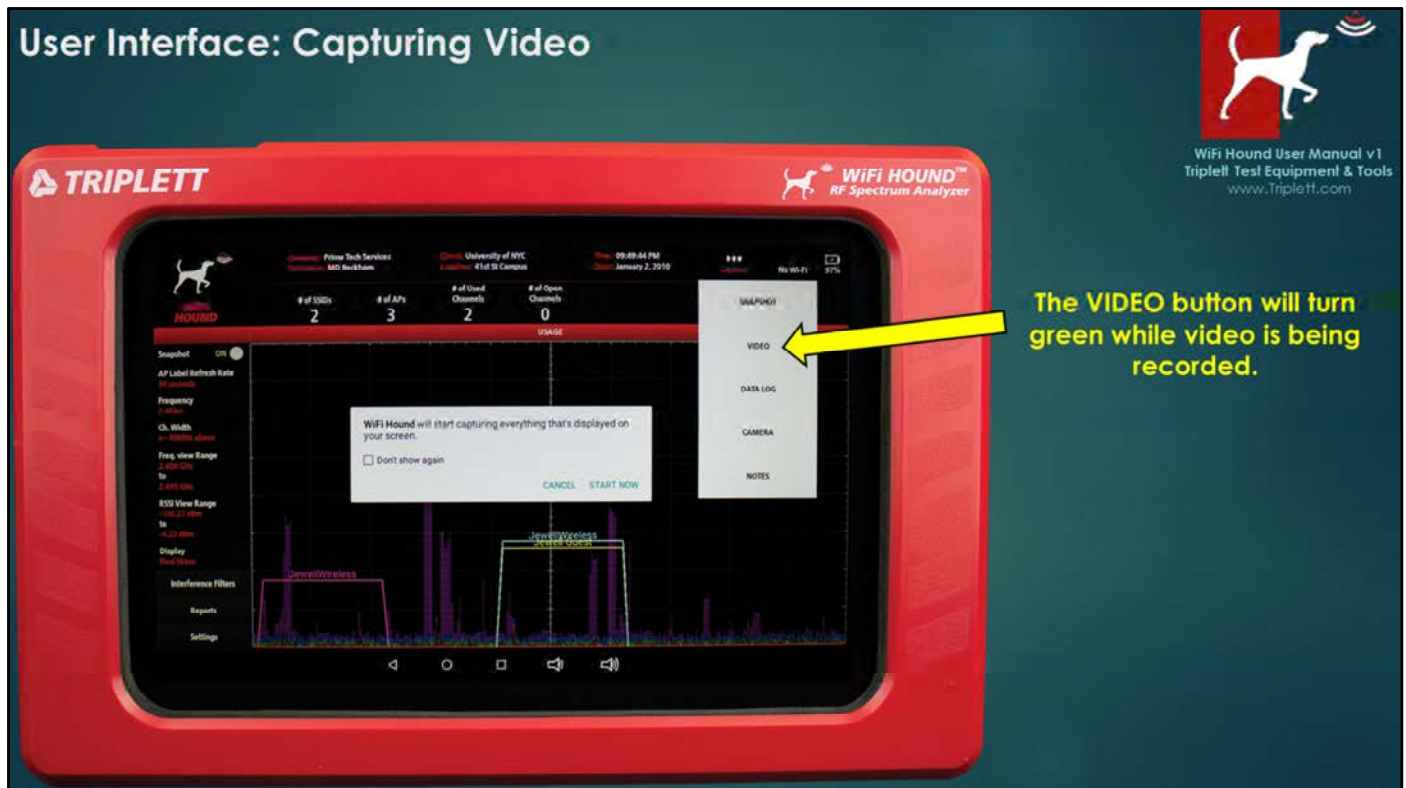 User Interface: Capturing Video
WiFi Hound User Manual v1
Triplett Test Equipment & Tools
www.Triplett.com
TRIPLETT
WiFi HOUND™
RF Spectrum Analyzer
Prime Tech Services
University of NYC
09:49:44 PM
MD Beckham
41st St Campus
January 2, 2010
No Wi-Fi
97%
HOUND
# of SSIDs
2
# of APs
3
# of Used Channels
2
# of Open Channels
0
USAGE
SNAPSHOT
VIDEO
DATA LOG
CAMERA
NOTES
The VIDEO button will turn
green while video is being
recorded.
Snapshot ON
AP Label Refresh Rate
Frequency
Ch. Width
Freq. view Range
to
RSSI View Range
to
Display
Interference Filters
Reports
Settings
WiFi Hound will start capturing everything that's displayed on
your screen.
Don't show again
CANCEL START NOW
JewellWireless
JewellWireless
Jewell Guest